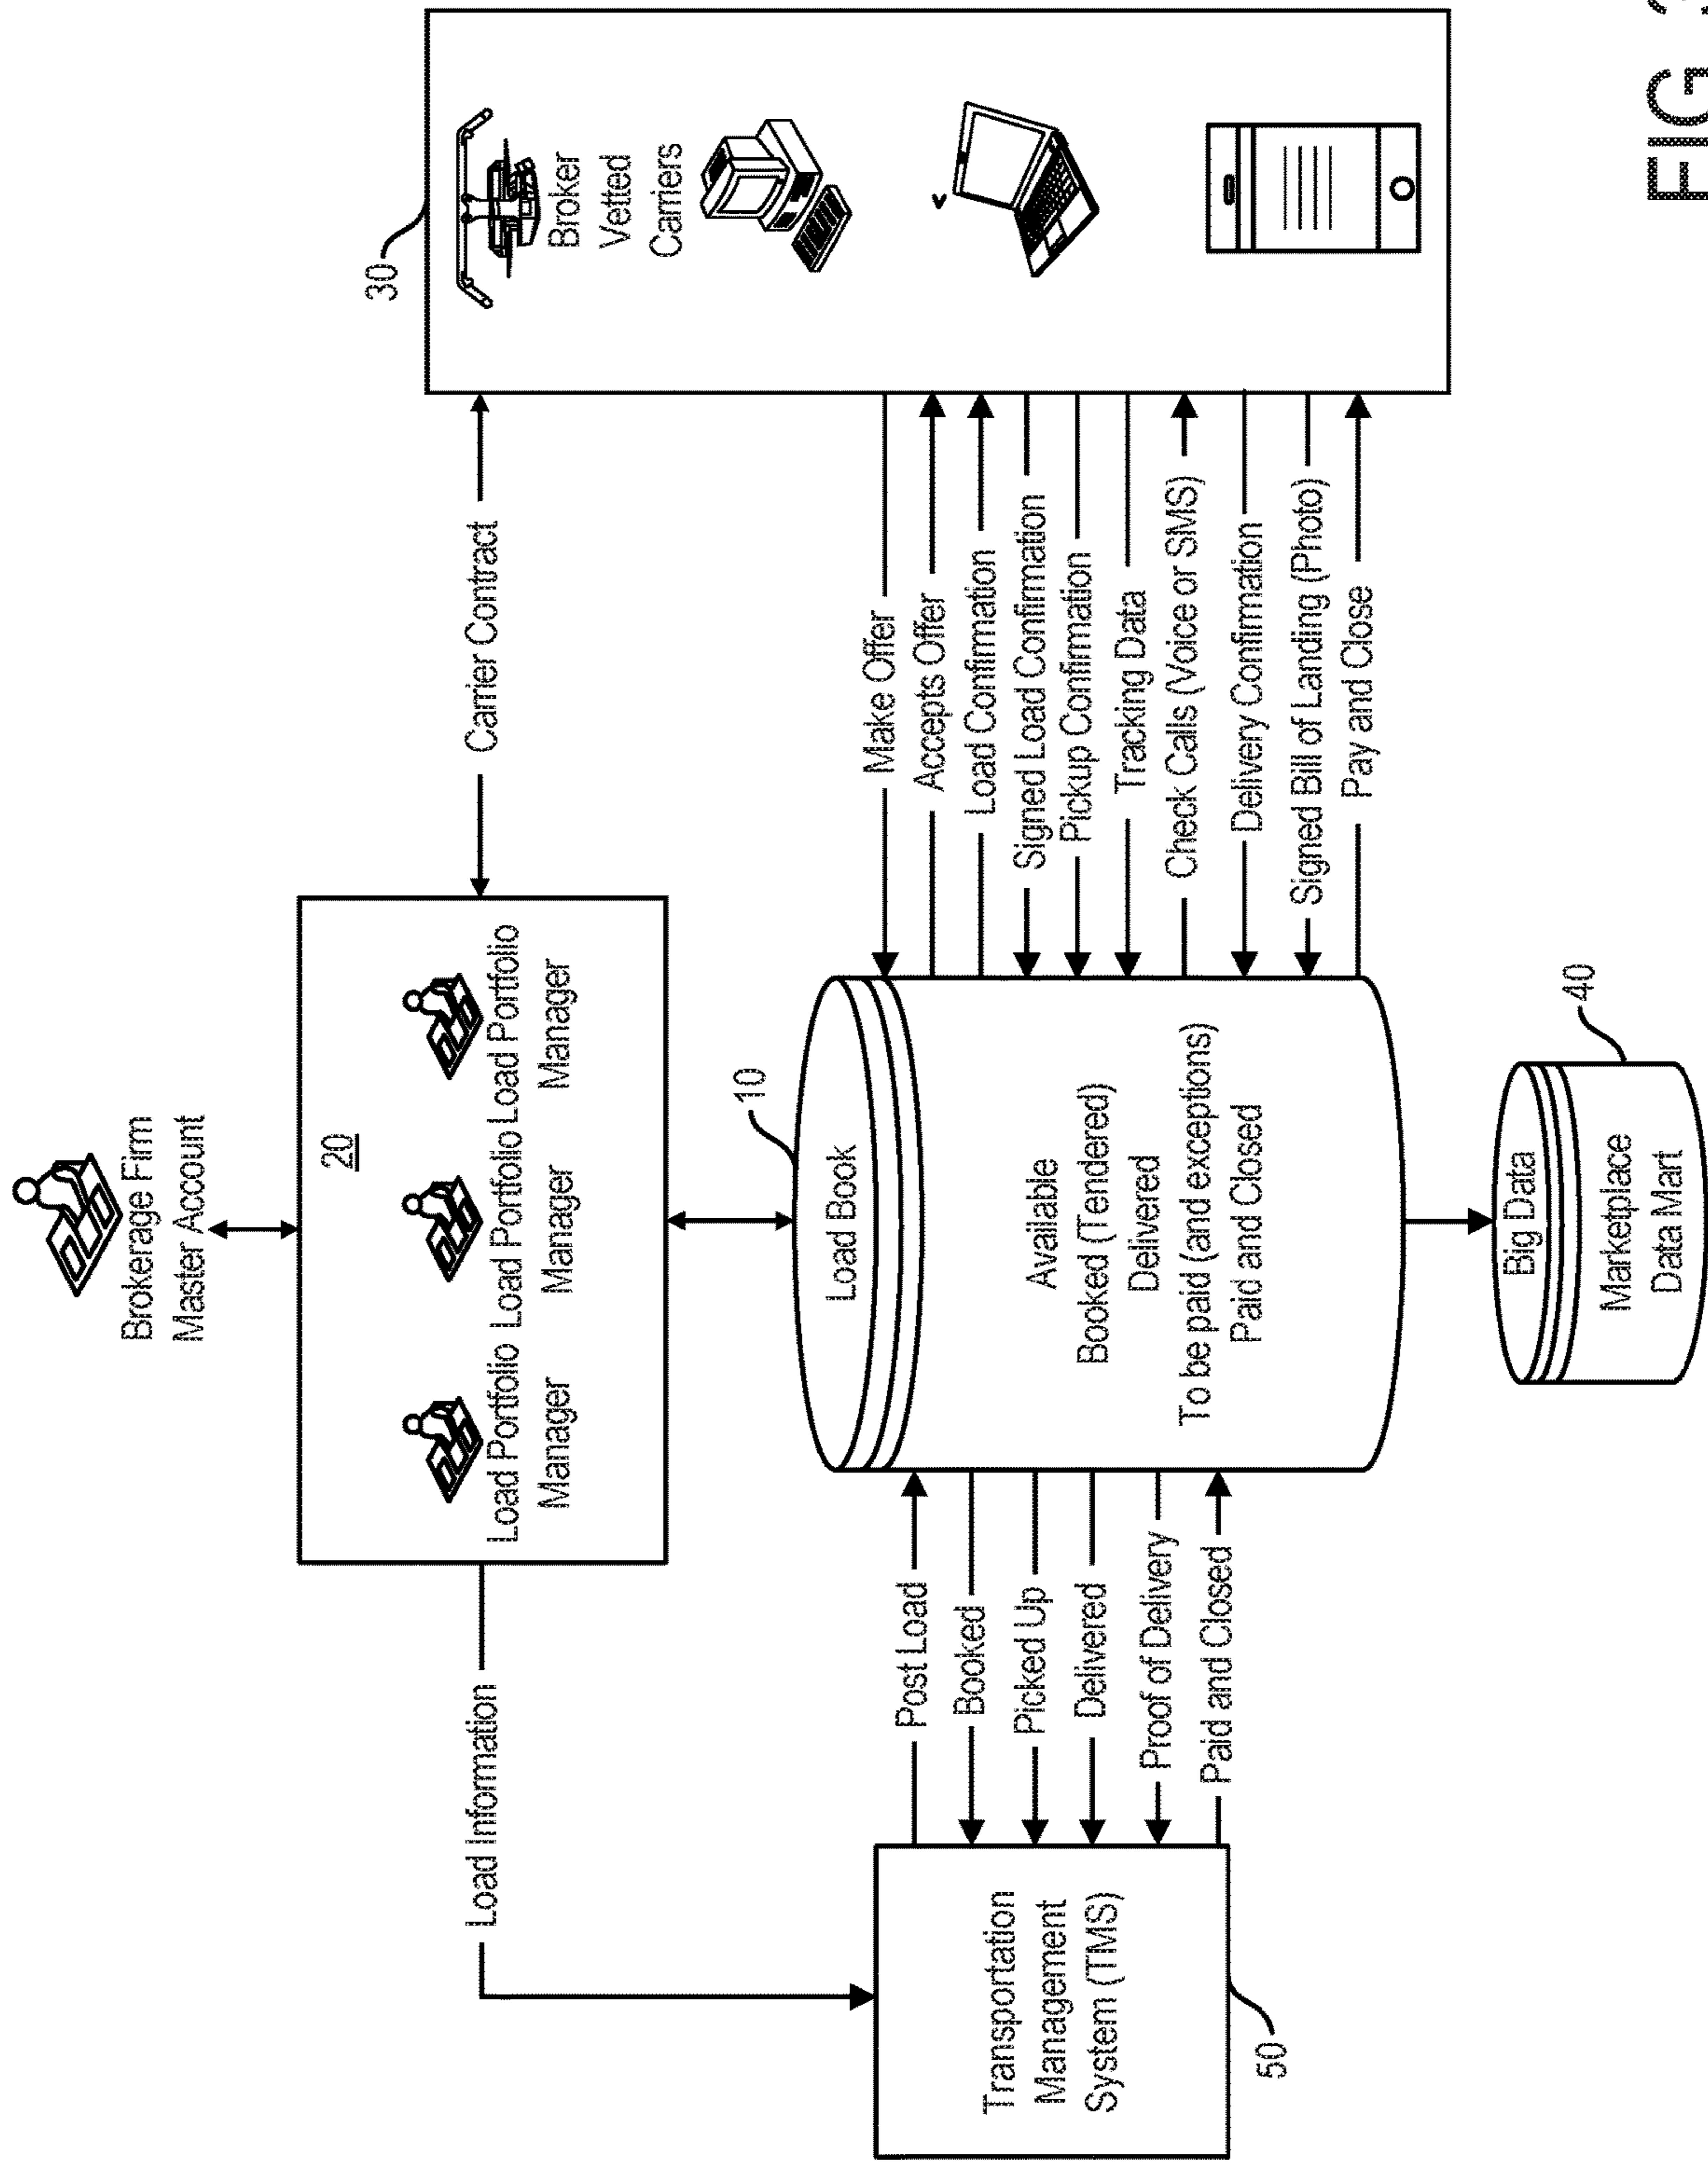 Brokerage Firm
Master Account
20
Load Portfolio
Manager
Load Portfolio
Manager
Load Portfolio
Manager
Load Information
Carrier Contract
30
Broker
Vetted
Carriers
10
Load Book
Available
Booked (Tendered)
Delivered
To be paid (and exceptions)
Paid and Closed
Post Load
Booked
Picked Up
Delivered
Proof of Delivery
Paid and Closed
Transportation
Management
System (TMS)
50
Make Offer
Accepts Offer
Load Confirmation
Signed Load Confirmation
Pickup Confirmation
Tracking Data
Check Calls (Voice or SMS)
Delivery Confirmation
Signed Bill of Landing (Photo)
Pay and Close
40
Big Data
Marketplace
Data Mart
FIG